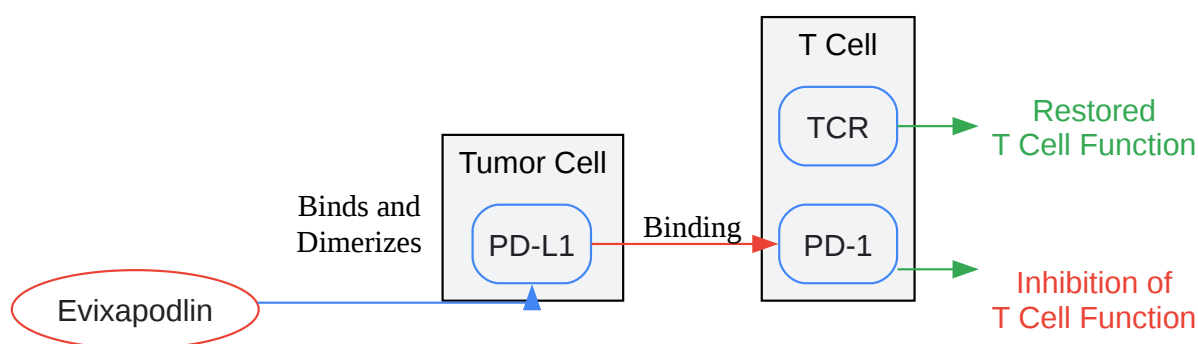 T Cell
TCR
Restored
T Cell Function
Tumor Cell
Binds and
Dimerizes
PD-L1
Binding
PD-1
Inhibition of
T Cell Function
Evixapodlin